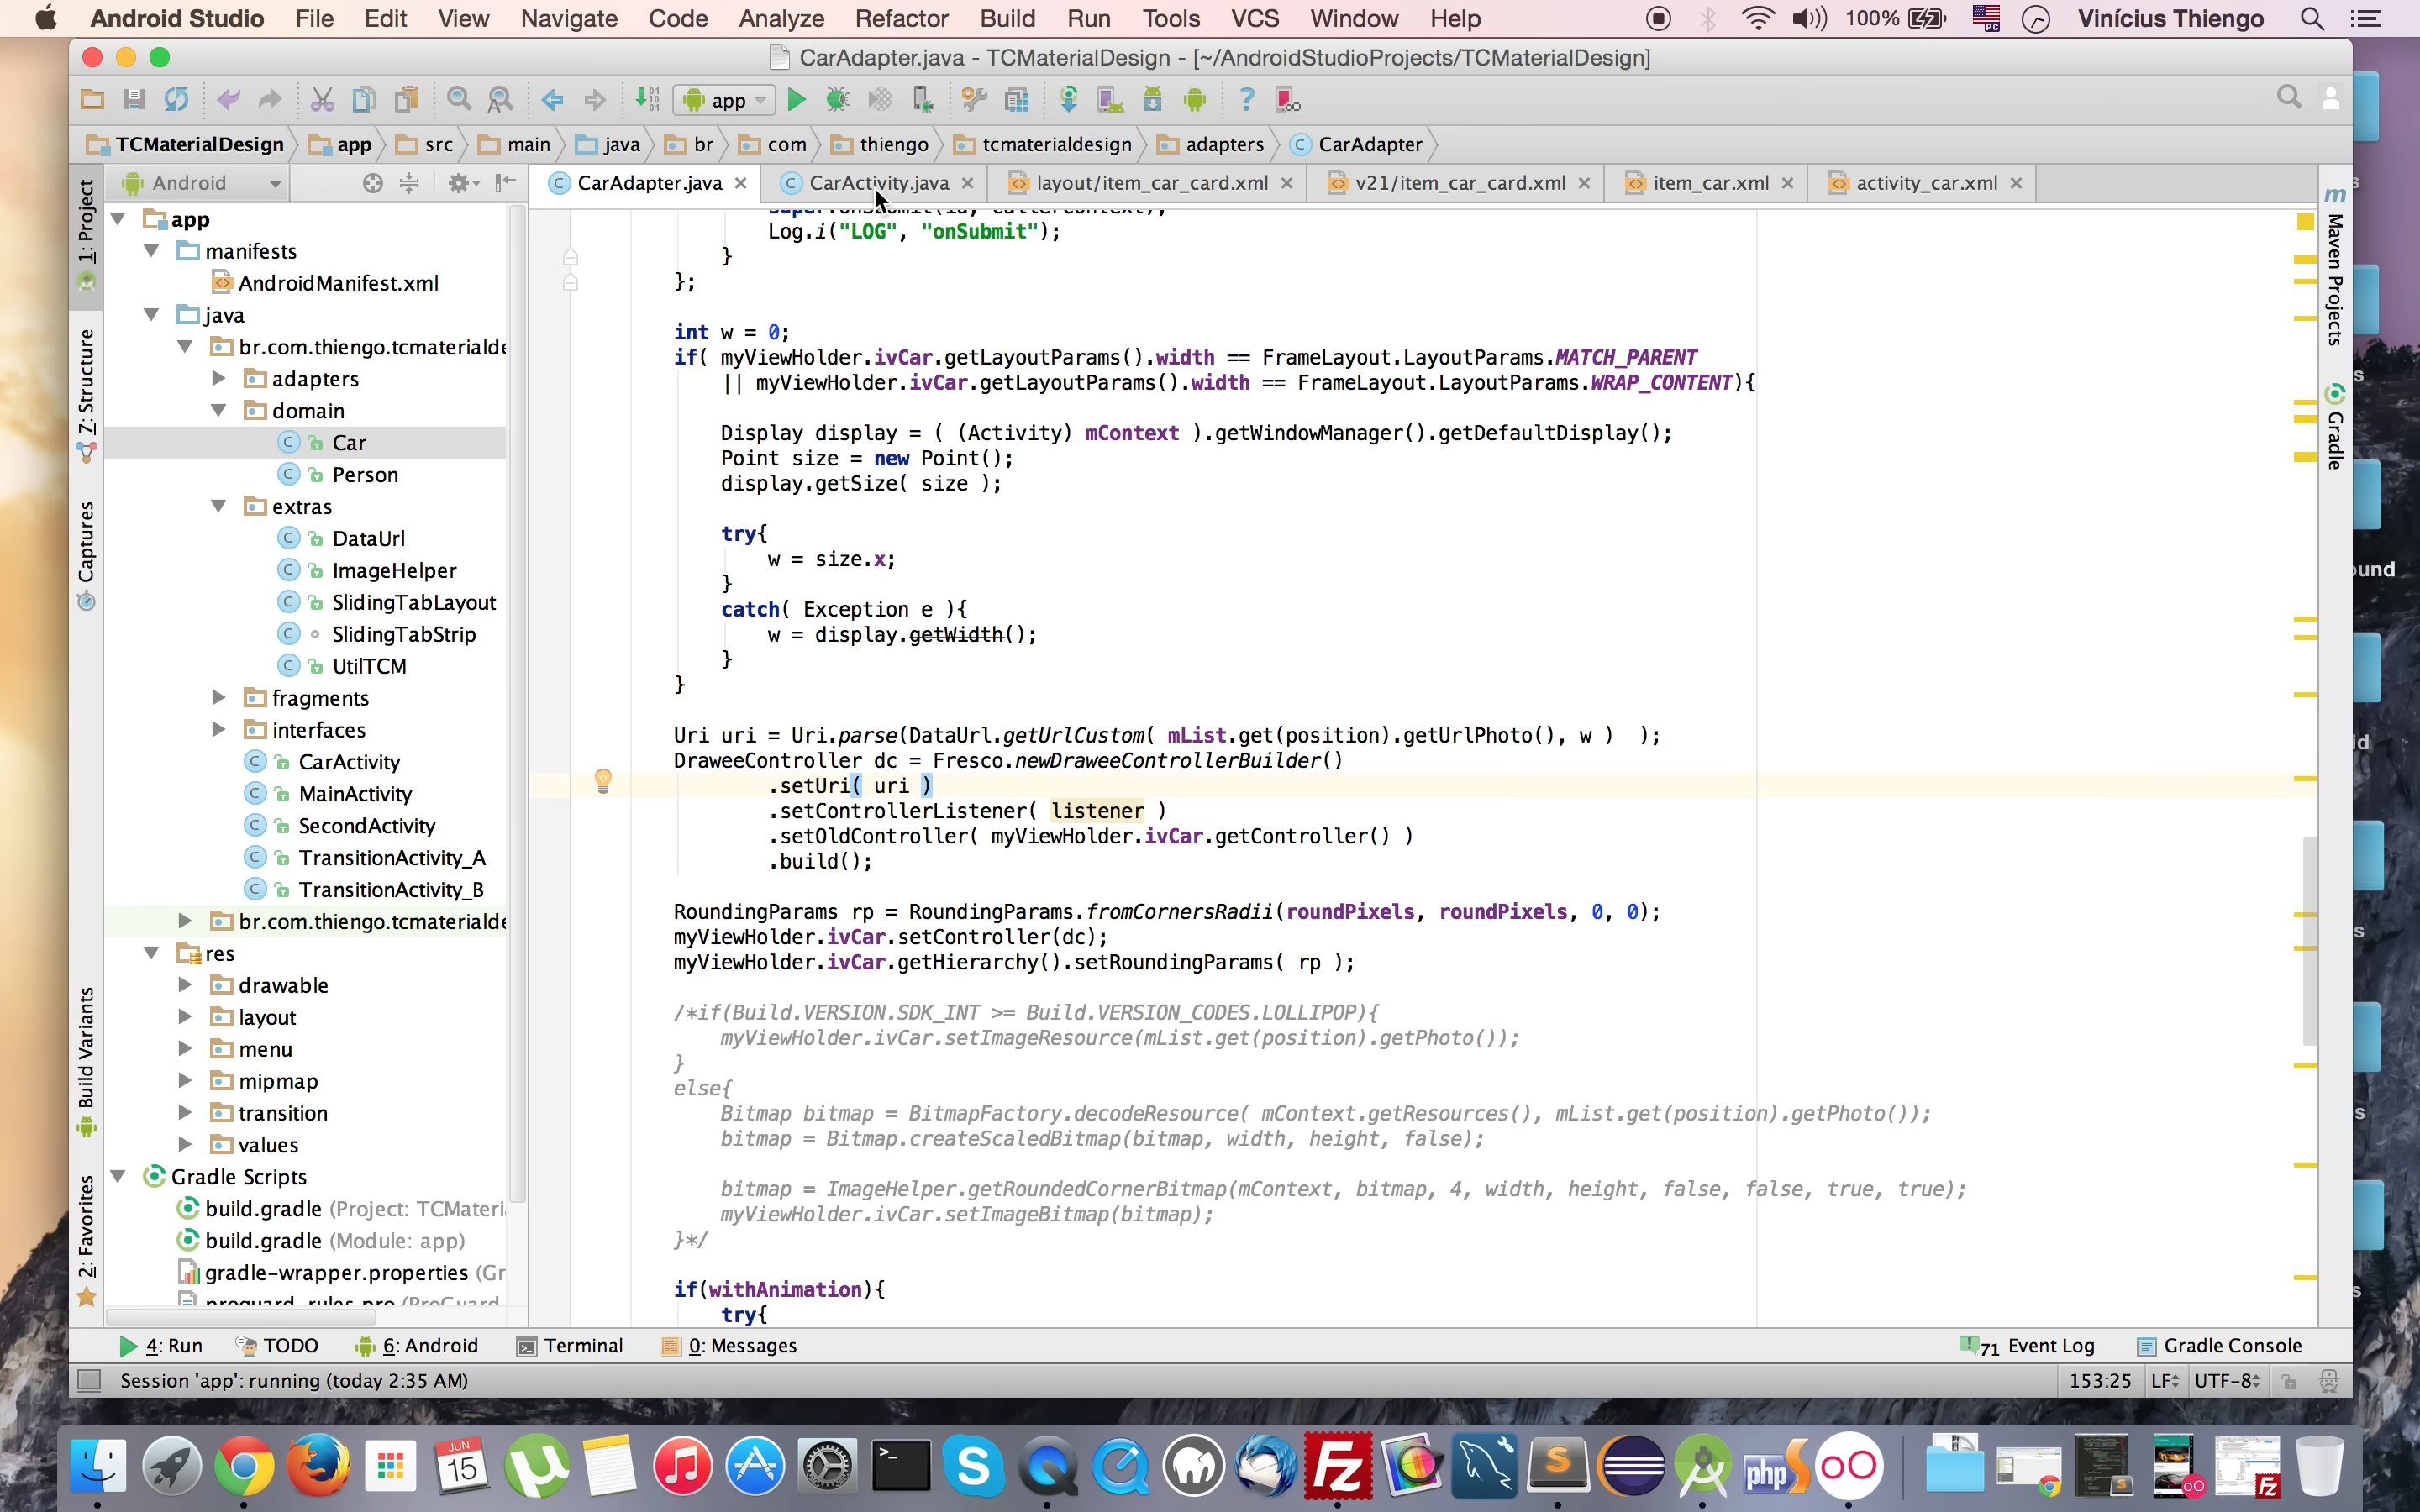 Android Studio File Edit View Navigate Code Analyze Refactor Build Run Tools VCS Window Help 100% PC Vinícius Thiengo
CarAdapter.java - TCMaterialDesign - [~/AndroidStudioProjects/TCMaterialDesign]
app
TCMaterialDesign app src main java br com thiengo tcmaterialdesign adapters CarAdapter
Android
CarAdapter.java CarActivity.java layout/item_car_card.xml v21/item_car_card.xml item_car.xml activity_car.xml
1: Project
Z: Structure
Captures
Build Variants
2: Favorites
app
manifests
AndroidManifest.xml
java
br.com.thiengo.tcmaterialde
adapters
domain
Car
Person
extras
DataUrl
ImageHelper
SlidingTabLayout
SlidingTabStrip
UtilTCM
fragments
interfaces
CarActivity
MainActivity
SecondActivity
TransitionActivity_A
TransitionActivity_B
br.com.thiengo.tcmaterialde
res
drawable
layout
menu
mipmap
transition
values
Gradle Scripts
build.gradle (Project: TCMateri
build.gradle (Module: app)
gradle-wrapper.properties (Gr
proguard-rules.pro (ProGuard
super.onSubmit(id, callerContext);
Log.i("LOG", "onSubmit");
}
};
int w = 0;
if( myViewHolder.ivCar.getLayoutParams().width == FrameLayout.LayoutParams.MATCH_PARENT
|| myViewHolder.ivCar.getLayoutParams().width == FrameLayout.LayoutParams.WRAP_CONTENT){
Display display = ( (Activity) mContext ).getWindowManager().getDefaultDisplay();
Point size = new Point();
display.getSize( size );
try{
w = size.x;
}
catch( Exception e ){
w = display.getWidth();
}
}
Uri uri = Uri.parse(DataUrl.getUrlCustom( mList.get(position).getUrlPhoto(), w ) );
DraweeController dc = Fresco.newDraweeControllerBuilder()
.setUri( uri )
.setControllerListener( listener )
.setOldController( myViewHolder.ivCar.getController() )
.build();
RoundingParams rp = RoundingParams.fromCornersRadii(roundPixels, roundPixels, 0, 0);
myViewHolder.ivCar.setController(dc);
myViewHolder.ivCar.getHierarchy().setRoundingParams( rp );
/*if(Build.VERSION.SDK_INT >= Build.VERSION_CODES.LOLLIPOP){
myViewHolder.ivCar.setImageResource(mList.get(position).getPhoto());
}
else{
Bitmap bitmap = BitmapFactory.decodeResource( mContext.getResources(), mList.get(position).getPhoto());
bitmap = Bitmap.createScaledBitmap(bitmap, width, height, false);
bitmap = ImageHelper.getRoundedCornerBitmap(mContext, bitmap, 4, width, height, false, false, true, true);
myViewHolder.ivCar.setImageBitmap(bitmap);
}*/
if(withAnimation){
try{
Maven Projects
Gradle
ound
id
4: Run TODO 6: Android Terminal 0: Messages 71 Event Log Gradle Console
Session 'app': running (today 2:35 AM) 153:25 LF UTF-8
JUN
15
php